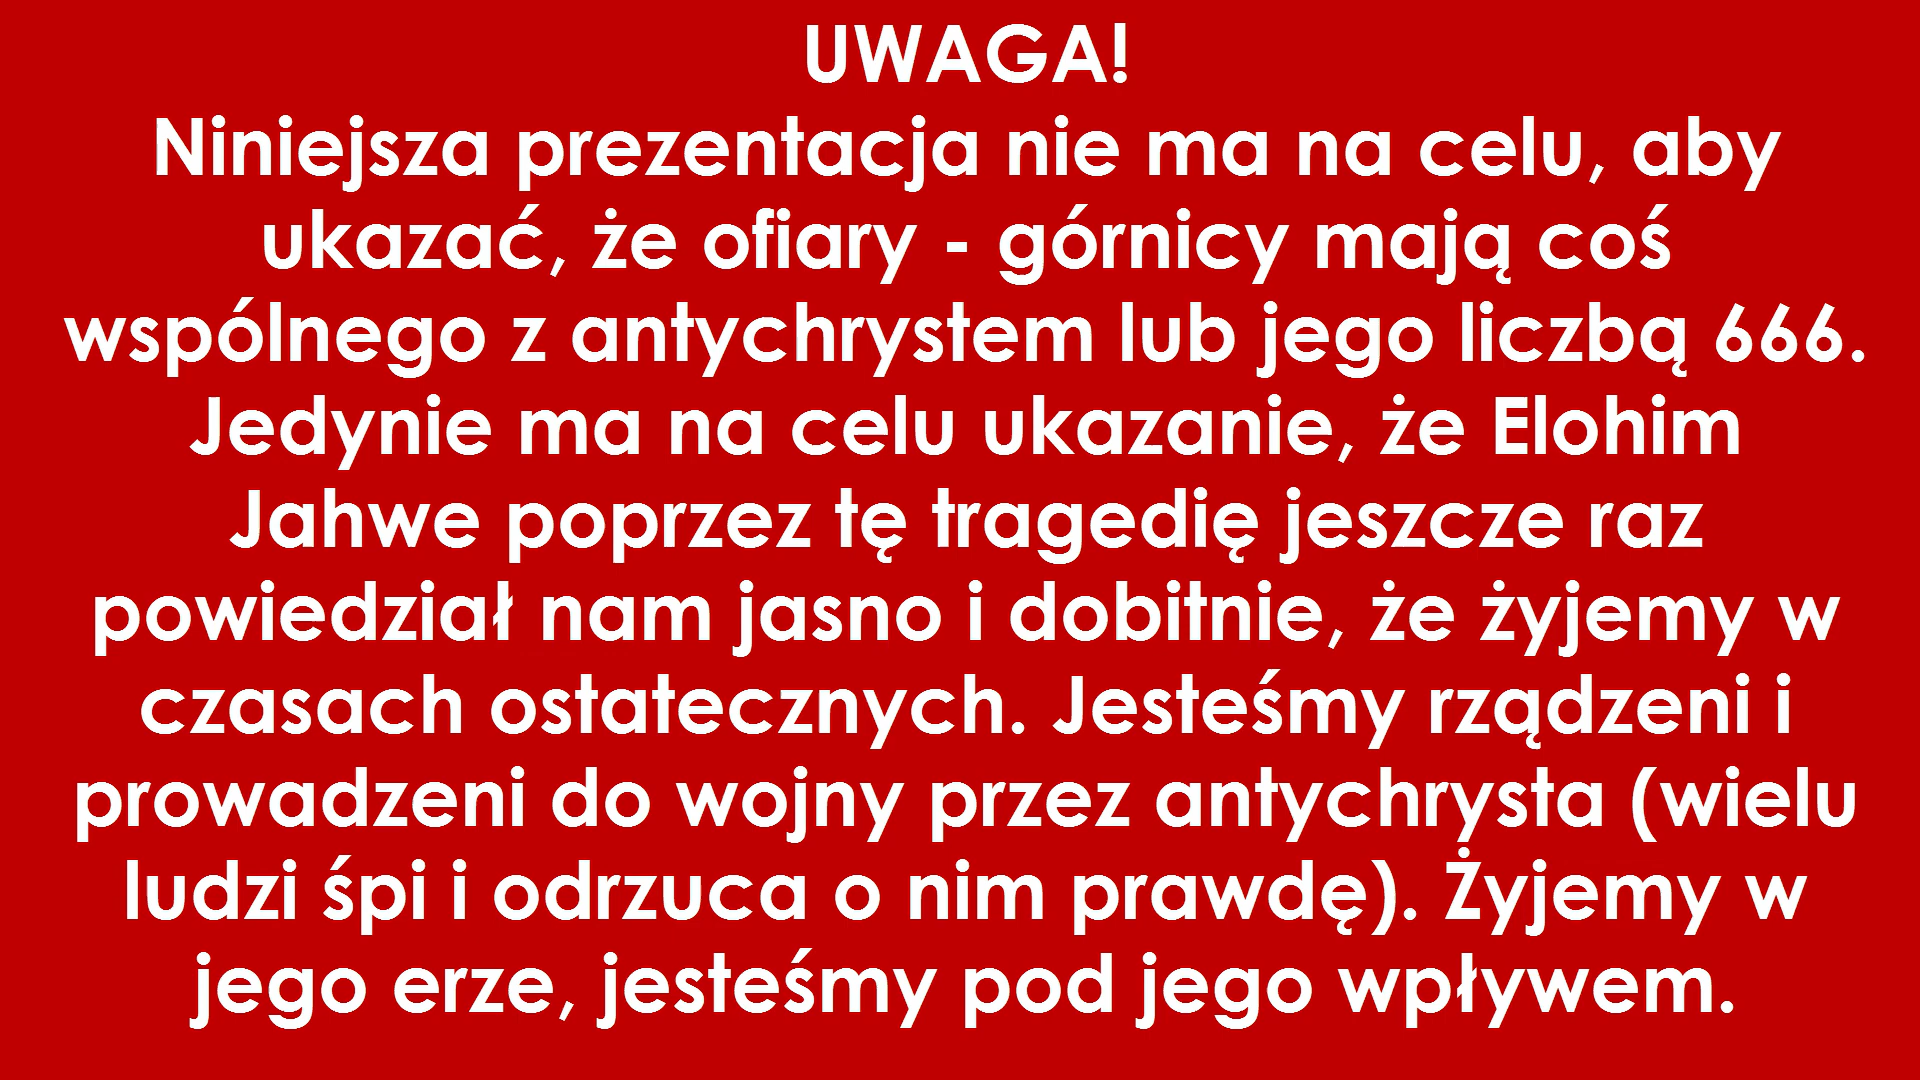 UWAGA!
Niniejsza prezentacja nie ma na celu, aby
ukazać, że ofiary - górnicy mają coś
wspólnego z antychrystem lub jego liczbą 666.
Jedynie ma na celu ukazanie, że Elohim
Jahwe poprzez tę tragedię jeszcze raz
powiedział nam jasno i dobitnie, że żyjemy w
czasach ostatecznych. Jesteśmy rządzeni i
prowadzeni do wojny przez antychrysta (wielu
ludzi śpi i odrzuca o nim prawdę). Żyjemy w
jego erze, jesteśmy pod jego wpływem.